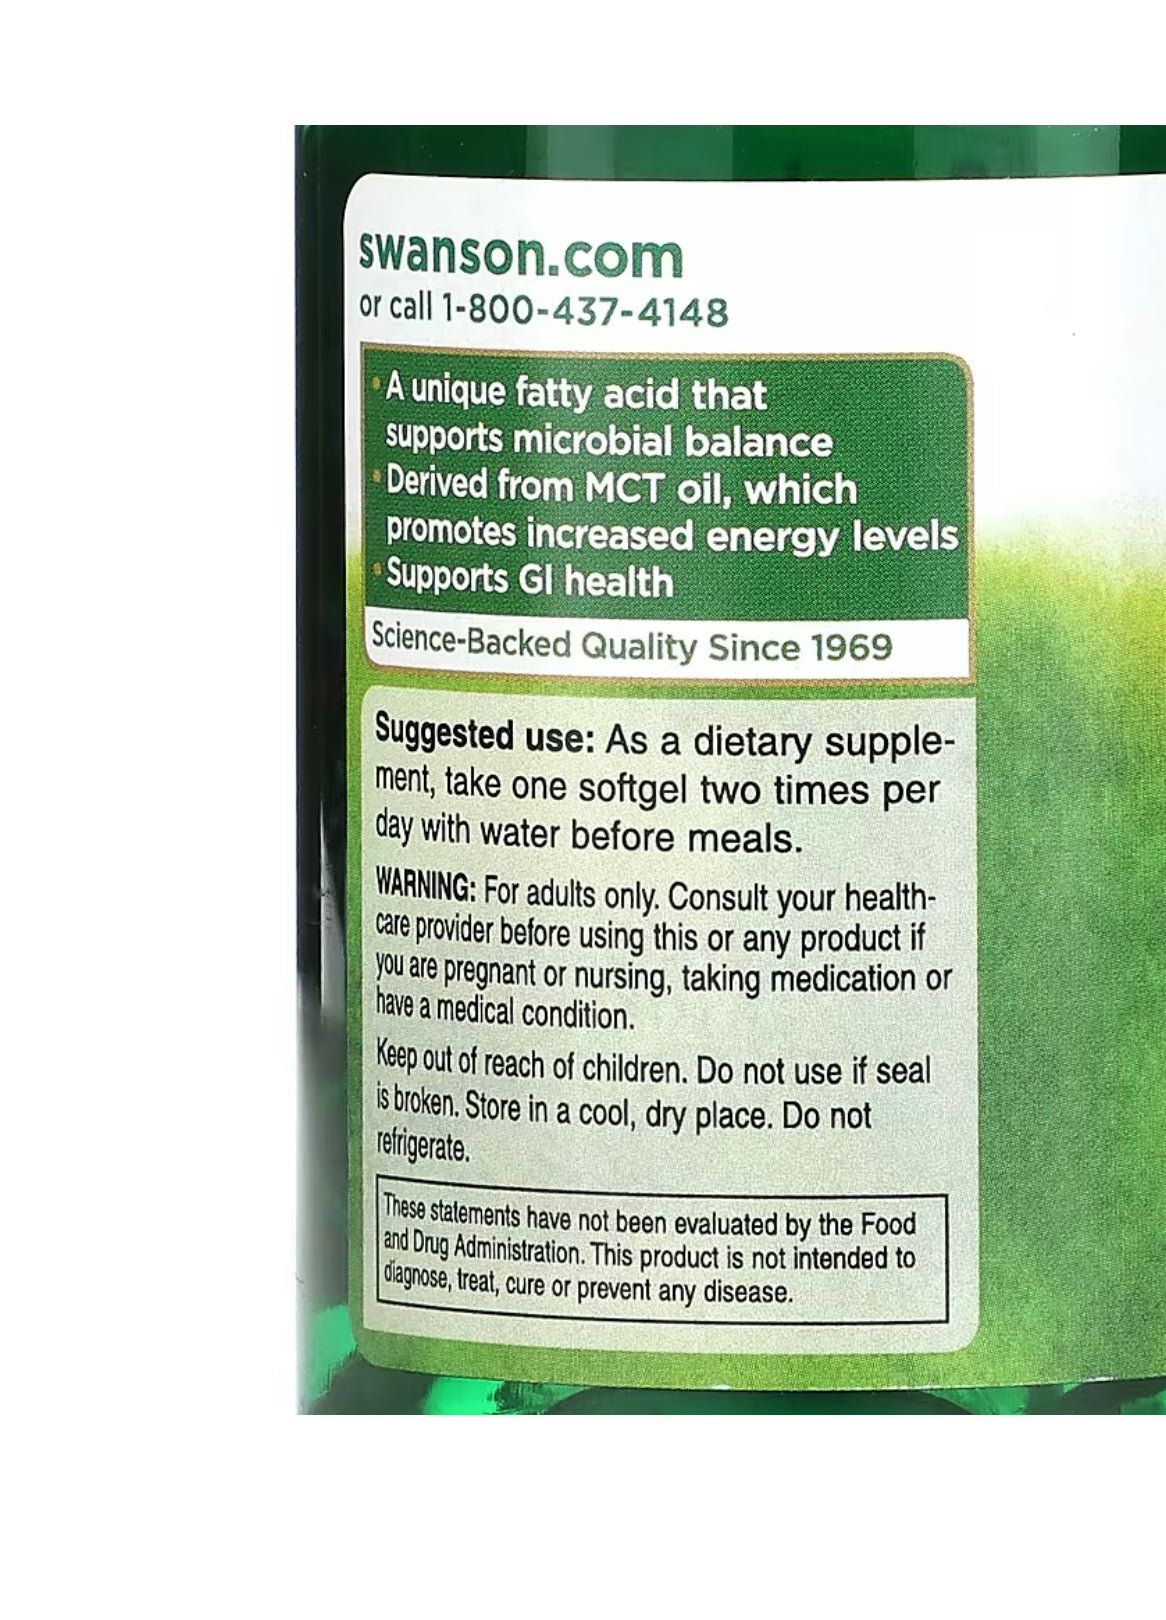 swanson.com
or call 1-800-437-4148
• A unique fatty acid that
supports microbial balance
• Derived from MCT oil, which
promotes increased energy levels
• Supports GI health
Science-Backed Quality Since 1969
Suggested use: As a dietary supple-
ment, take one softgel two times per
day with water before meals.
WARNING: For adults only. Consult your health-
care provider before using this or any product if
you are pregnant or nursing, taking medication or
have a medical condition.
Keep out of reach of children. Do not use if seal
is broken. Store in a cool, dry place. Do not
refrigerate.
These statements have not been evaluated by the Food
and Drug Administration. This product is not intended to
diagnose, treat, cure or prevent any disease.